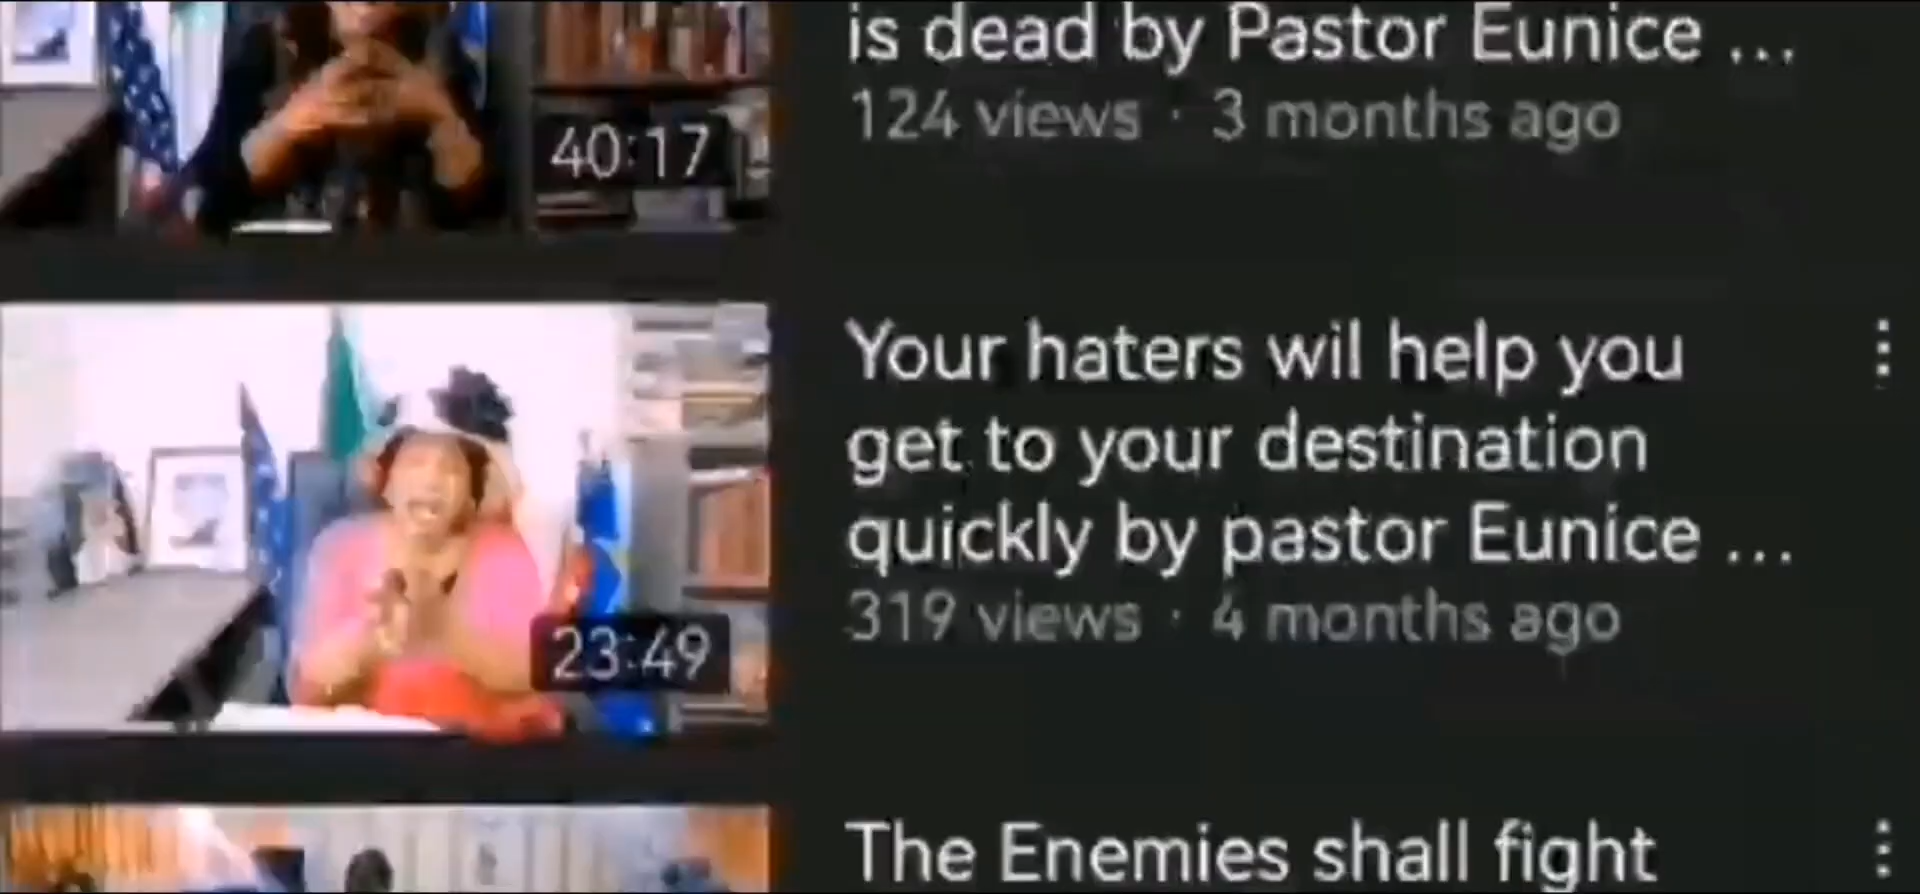 is dead by Pastor Eunice ...
124 views · 3 months ago
40:17
Your haters wil help you
get to your destination
quickly by pastor Eunice ...
319 views · 4 months ago
23:49
The Enemies shall fight